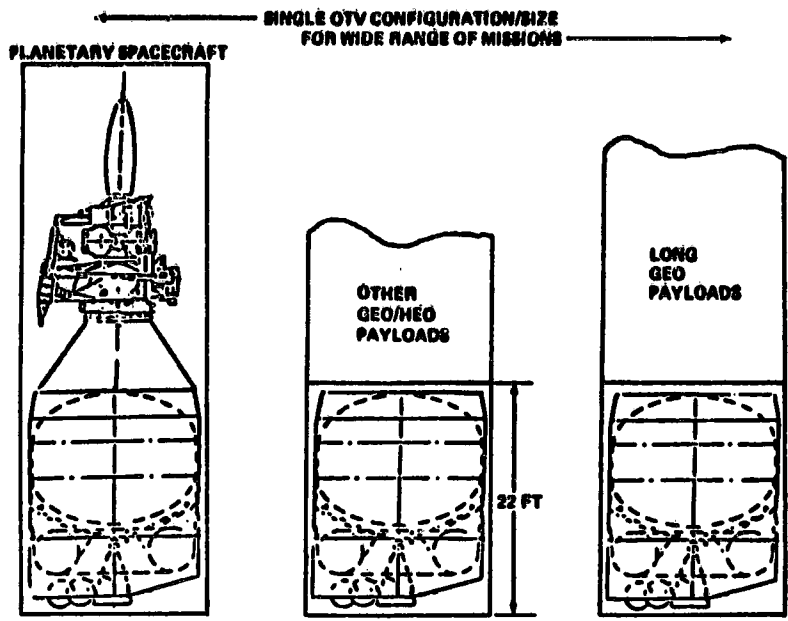 SINGLE OTV CONFIGURATION/SIZE
FOR WIDE RANGE OF MISSIONS
PLANETARY SPACECRAFT
OTHER
GEO/HEO
PAYLOADS
LONG
GEO
PAYLOADS
22 FT